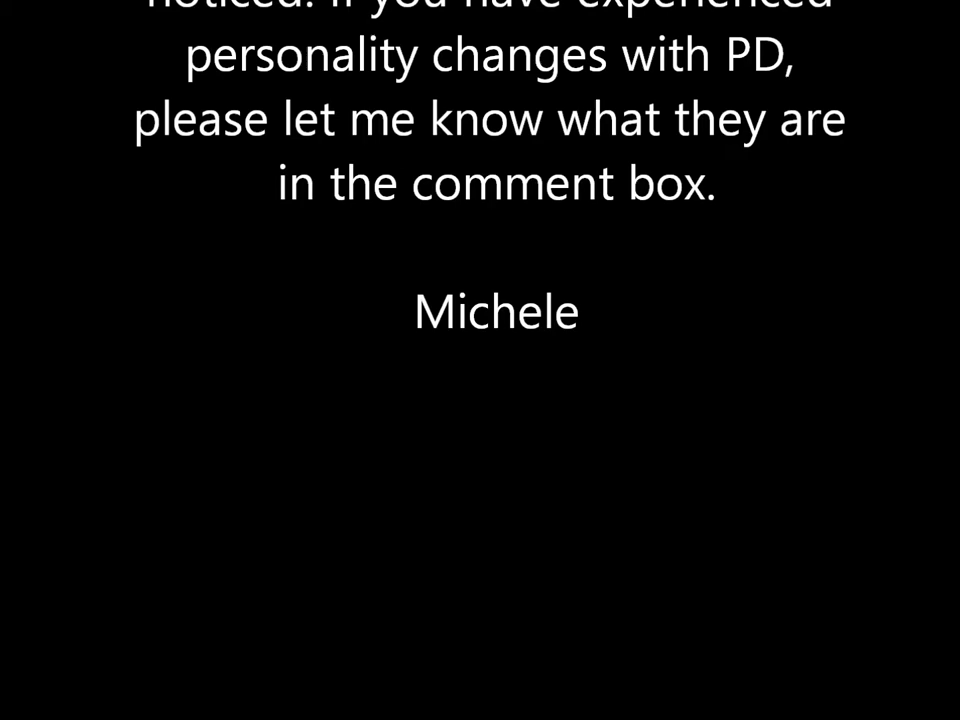 noticed. If you have experienced
personality changes with PD,
please let me know what they are
in the comment box.
Michele